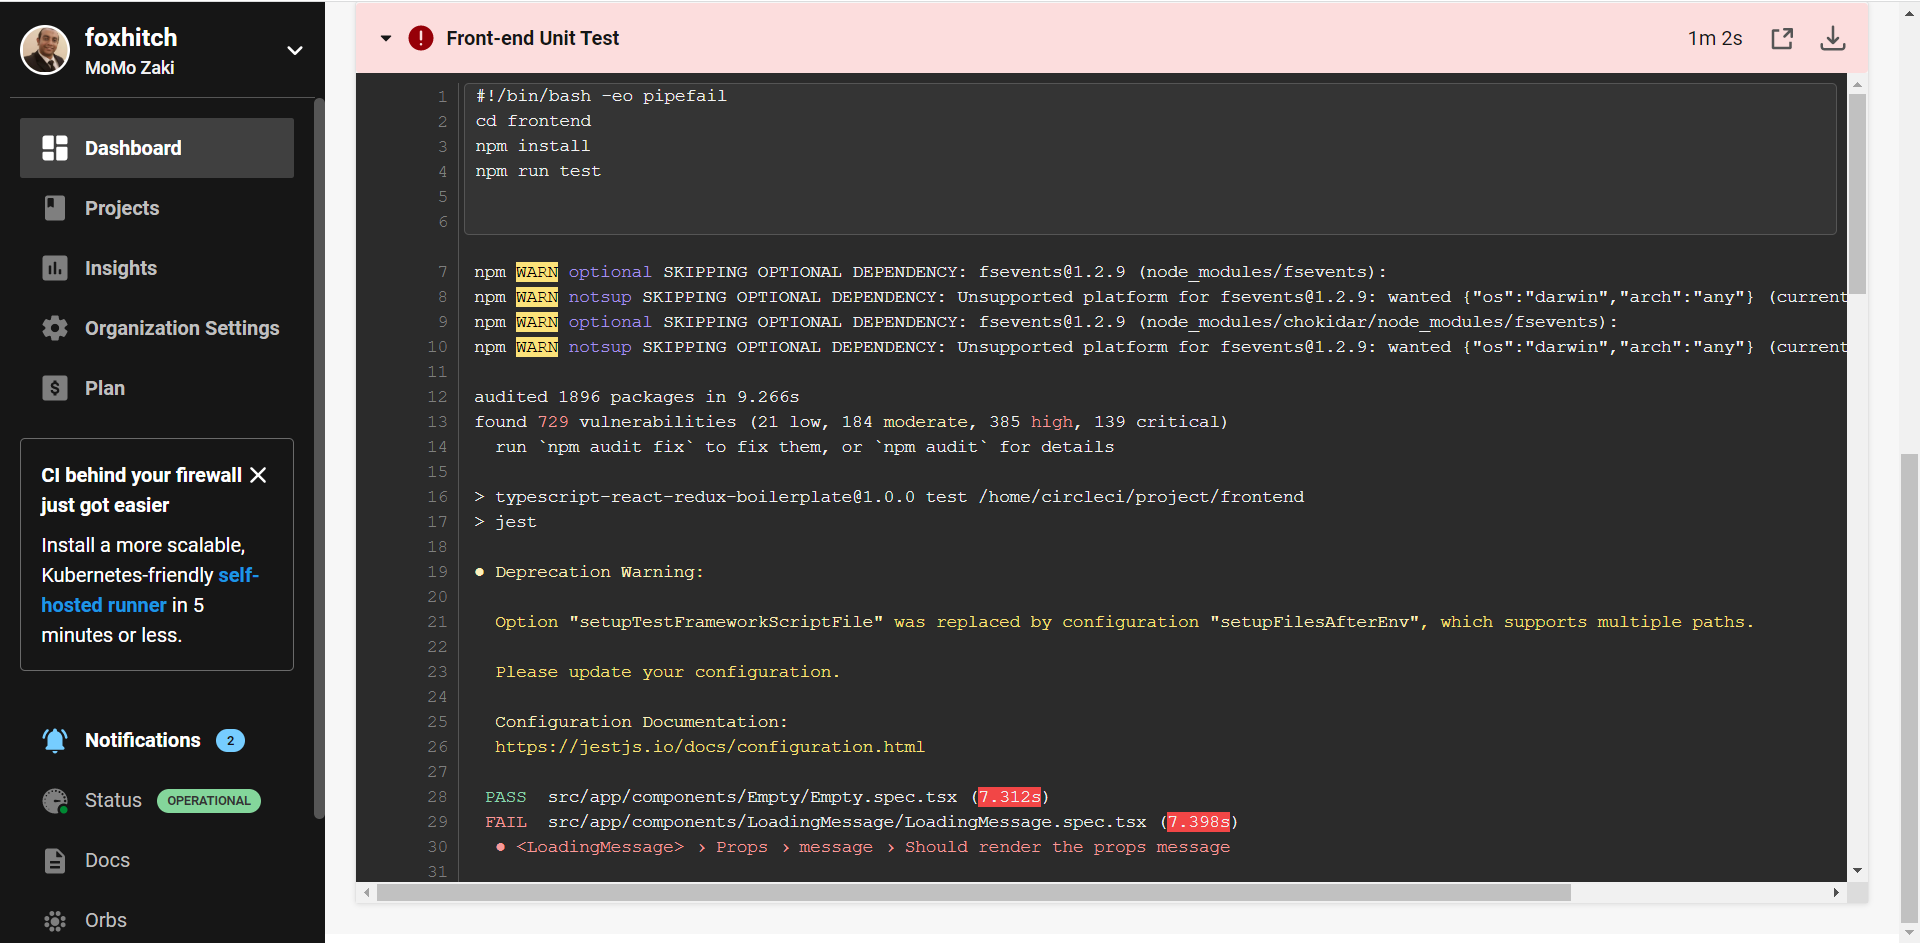 foxhitch
MoMo Zaki
Dashboard
Projects
Insights
Organization Settings
Plan
CI behind your firewall
just got easier
Install a more scalable,
Kubernetes-friendly self-
hosted runner in 5
minutes or less.
Notifications 2
Status OPERATIONAL
Docs
Orbs
Front-end Unit Test 1m 2s
1 #!/bin/bash -eo pipefail
2 cd frontend
3 npm install
4 npm run test
5
6
7 npm WARN optional SKIPPING OPTIONAL DEPENDENCY: fsevents@1.2.9 (node_modules/fsevents):
8 npm WARN notsup SKIPPING OPTIONAL DEPENDENCY: Unsupported platform for fsevents@1.2.9: wanted {"os":"darwin","arch":"any"} (current
9 npm WARN optional SKIPPING OPTIONAL DEPENDENCY: fsevents@1.2.9 (node_modules/chokidar/node_modules/fsevents):
10 npm WARN notsup SKIPPING OPTIONAL DEPENDENCY: Unsupported platform for fsevents@1.2.9: wanted {"os":"darwin","arch":"any"} (current
11
12 audited 1896 packages in 9.266s
13 found 729 vulnerabilities (21 low, 184 moderate, 385 high, 139 critical)
14 run `npm audit fix` to fix them, or `npm audit` for details
15
16 > typescript-react-redux-boilerplate@1.0.0 test /home/circleci/project/frontend
17 > jest
18
19 ● Deprecation Warning:
20
21 Option "setupTestFrameworkScriptFile" was replaced by configuration "setupFilesAfterEnv", which supports multiple paths.
22
23 Please update your configuration.
24
25 Configuration Documentation:
26 https://jestjs.io/docs/configuration.html
27
28 PASS src/app/components/Empty/Empty.spec.tsx (7.312s)
29 FAIL src/app/components/LoadingMessage/LoadingMessage.spec.tsx (7.398s)
30 ● <LoadingMessage> › Props › message › Should render the props message
31